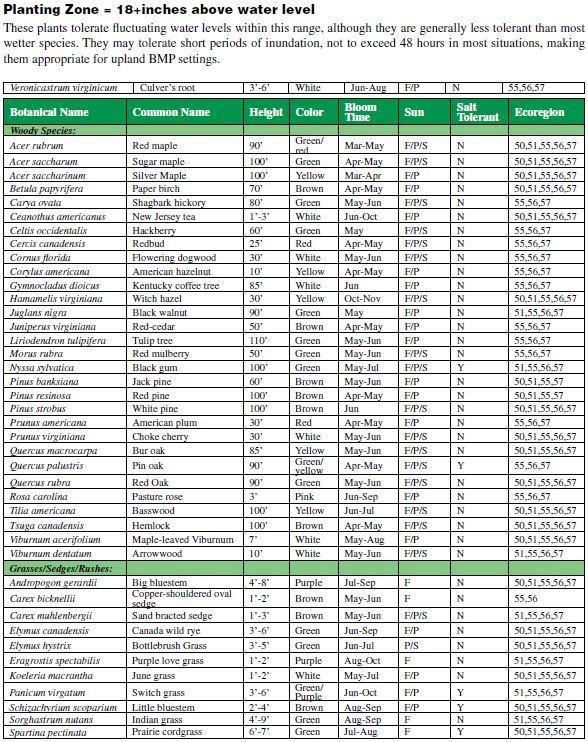 Planting Zone = 18+inches above water level
These plants tolerate fluctuating water levels within this range, although they are generally less tolerant than most
wetter species. They may tolerate short periods of inundation, not to exceed 48 hours in most situations, making
them appropriate for upland BMP settings.
Veronicastrum virginicum Culver's root 3'-6' White Jun-Aug F/P N 55,56,57
Botanical Name Common Name Height Color Bloom Time Sun Salt Tolerant Ecoregion
Woody Species:
Acer rubrum Red maple 90' Green/ red Mar-May F/P/S N 50,51,55,56,57
Acer saccharum Sugar maple 100' Green Apr-May F/P/S N 50,51,55,56,57
Acer saccharinum Silver Maple 100' Yellow Mar-Apr F/P N 50,51,55,56,57
Betula papyrifera Paper birch 70' Brown Apr-May F/P N 50,51,55,56,57
Carya ovata Shagbark hickory 80' Green May-Jun F/P/S N 55,56,57
Ceanothus americanus New Jersey tea 1'-3' White Jun-Oct F/P N 50,51,55,56,57
Celtis occidentalis Hackberry 60' Green May F/P/S N 55,56,57
Cercis canadensis Redbud 25' Red Apr-May F/P/S N 55,56,57
Cornus florida Flowering dogwood 30' White May-Jun F/P/S N 55,56,57
Corylus americana American hazelnut 10' Yellow Apr-May F/P N 55,56,57
Gymnocladus dioicus Kentucky coffee tree 85' White Jun F/P N 55,56,57
Hamamelis virginiana Witch hazel 30' Yellow Oct-Nov F/P/S N 50,51,55,56,57
Juglans nigra Black walnut 90' Green May F/P N 51,55,56,57
Juniperus virginiana Red-cedar 50' Brown Apr-May F/P N 55,56,57
Liriodendron tulipifera Tulip tree 110' Green May-Jun F/P/S N 55,56,57
Morus rubra Red mulberry 50' Green May-Jun F/P/S N 55,56,57
Nyssa sylvatica Black gum 100' Green May-Jul F/P/S Y 51,55,56,57
Pinus banksiana Jack pine 60' Brown May-Jun F/P N 50,51,55,57
Pinus resinosa Red pine 100' Brown Apr-May F/P N 50,51,55,57
Pinus strobus White pine 100' Brown Jun F/P/S N 50,51,55,56,57
Prunus americana American plum 30' Red Apr-May F/P N 55,56,57
Prunus virginiana Choke cherry 30' White May-Jun F/P/S N 50,51,55,56,57
Quercus macrocarpa Bur oak 85' Yellow May-Jun F/P/S N 50,51,55,56,57
Quercus palustris Pin oak 90' Green/ yellow Apr-May F/P/S Y 55,56,57
Quercus rubra Red Oak 90' Green May-Jun F/P/S N 50,51,55,56,57
Rosa carolina Pasture rose 3' Pink Jun-Sep F/P N 55,56,57
Tilia americana Basswood 100' Yellow Jun-Jul F/P/S N 50,51,55,56,57
Tsuga canadensis Hemlock 100' Brown Apr-May F/P/S N 50,51,55,56,57
Viburnum acerifolium Maple-leaved Viburnum 7' White May-Aug F/P N 50,51,55,56,57
Viburnum dentatum Arrowwood 10' White May-Jun F/P/S N 51,55,56,57
Grasses/Sedges/Rushes:
Andropogon gerardii Big bluestem 4'-8' Purple Jul-Sep F N 50,51,55,56,57
Carex bicknellii Copper-shouldered oval sedge 1'-2' Brown May-Jun F N 55,56
Carex muhlenbergii Sand bracted sedge 1'-3' Brown May-Jun F/P/S N 51,55,56,57
Elymus canadensis Canada wild rye 3'-6' Green Jun-Sep F/P N 50,51,55,56,57
Elymus hystrix Bottlebrush Grass 3'-5' Green Jun-Jul P/S N 50,51,55,56,57
Eragrostis spectabilis Purple love grass 1'-2' Purple Aug-Oct F N 51,55,56,57
Koeleria macrantha June grass 1'-2' White May-Jul F/P N 50,51,55,56,57
Panicum virgatum Switch grass 3'-6' Green/ Purple Jun-Oct F/P Y 51,55,56,57
Schizachyrium scoparium Little bluestem 2'-4' Brown Aug-Sep F/P Y 50,51,55,56,57
Sorghastrum nutans Indian grass 4'-9' Green Aug-Sep F N 51,55,56,57
Spartina pectinata Prairie cordgrass 6'-7' Green Jul-Aug F Y 50,51,55,56,57